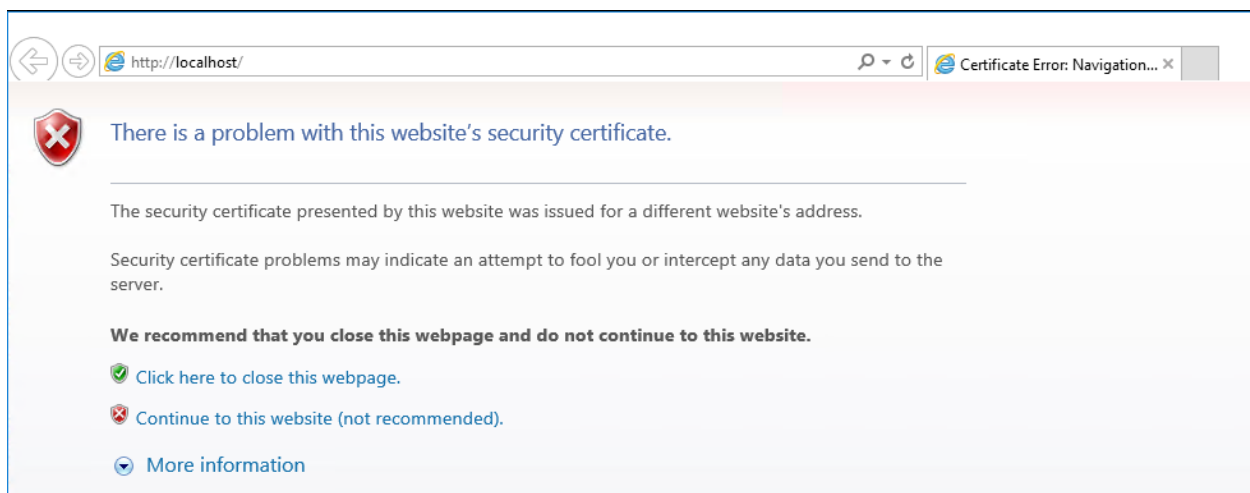 http://localhost/
Certificate Error: Navigation...
There is a problem with this website's security certificate.
The security certificate presented by this website was issued for a different website's address.
Security certificate problems may indicate an attempt to fool you or intercept any data you send to the
server.
We recommend that you close this webpage and do not continue to this website.
Click here to close this webpage.
Continue to this website (not recommended).
More information